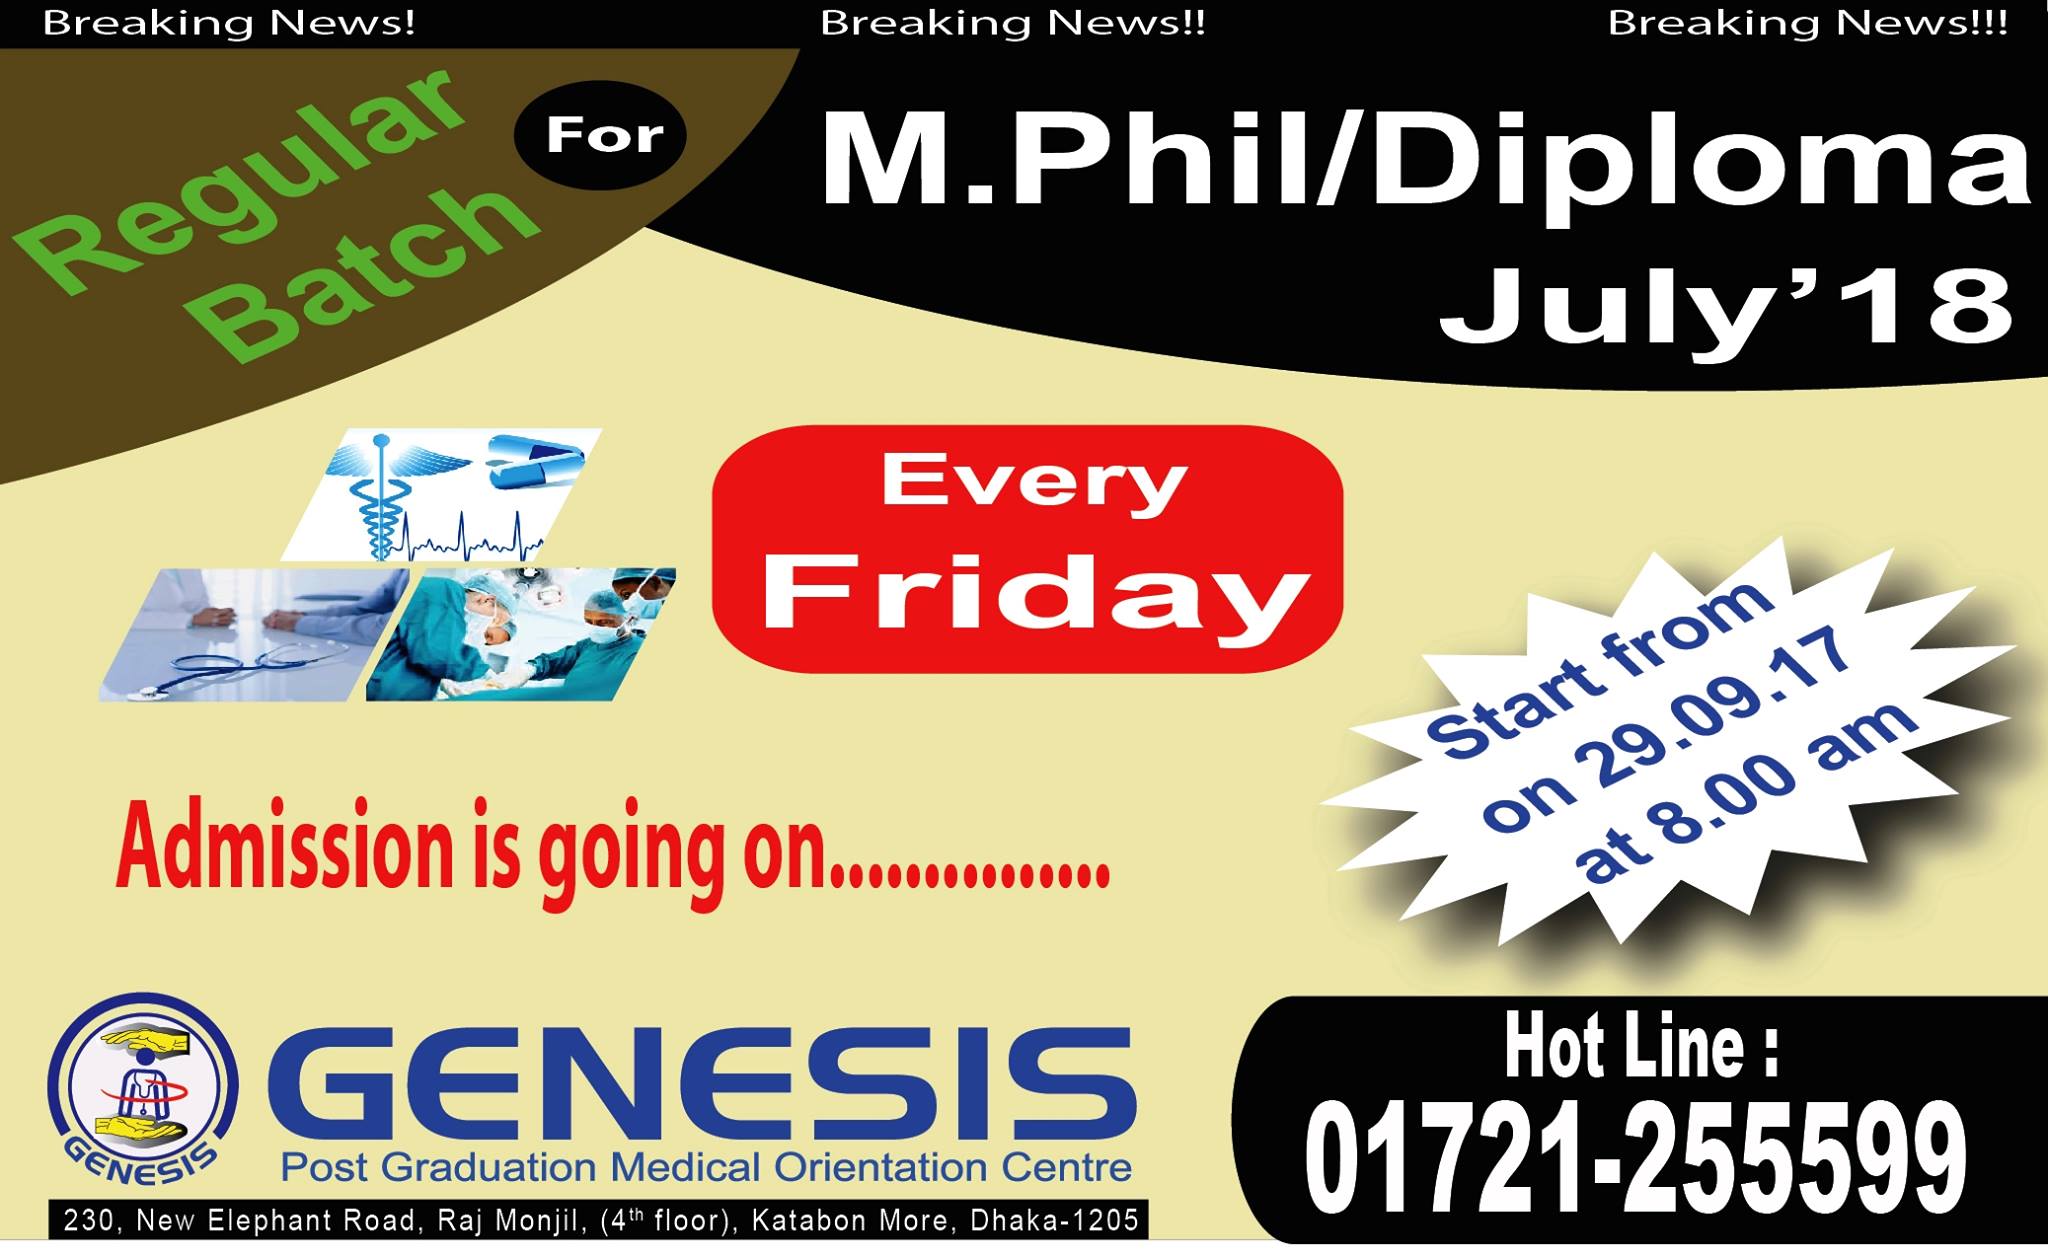 Breaking News!
Breaking News!!
Breaking News!!!
Regular
Batch
For
M.Phil/Diploma
July’18
Every
Friday
Start from
on 29.09.17
at 8.00 am
Admission is going on...............
GENESIS
GENESIS
Post Graduation Medical Orientation Centre
230, New Elephant Road, Raj Monjil, (4th floor), Katabon More, Dhaka-1205
Hot Line :
01721-255599